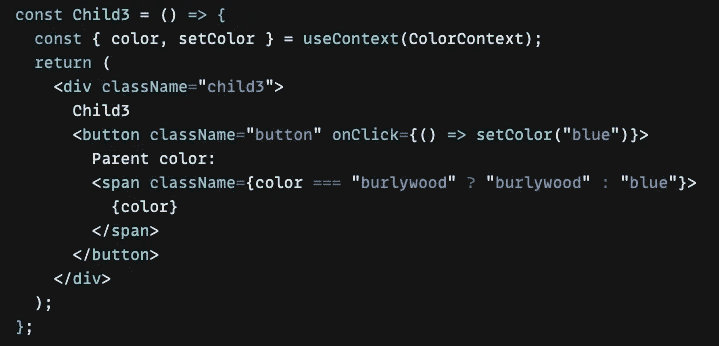 const Child3 = () => {
  const { color, setColor } = useContext(ColorContext);
  return (
    <div className="child3">
      Child3
      <button className="button" onClick={() => setColor("blue")}>
        Parent color:
        <span className={color === "burlywood" ? "burlywood" : "blue"}>
          {color}
        </span>
      </button>
    </div>
  );
};